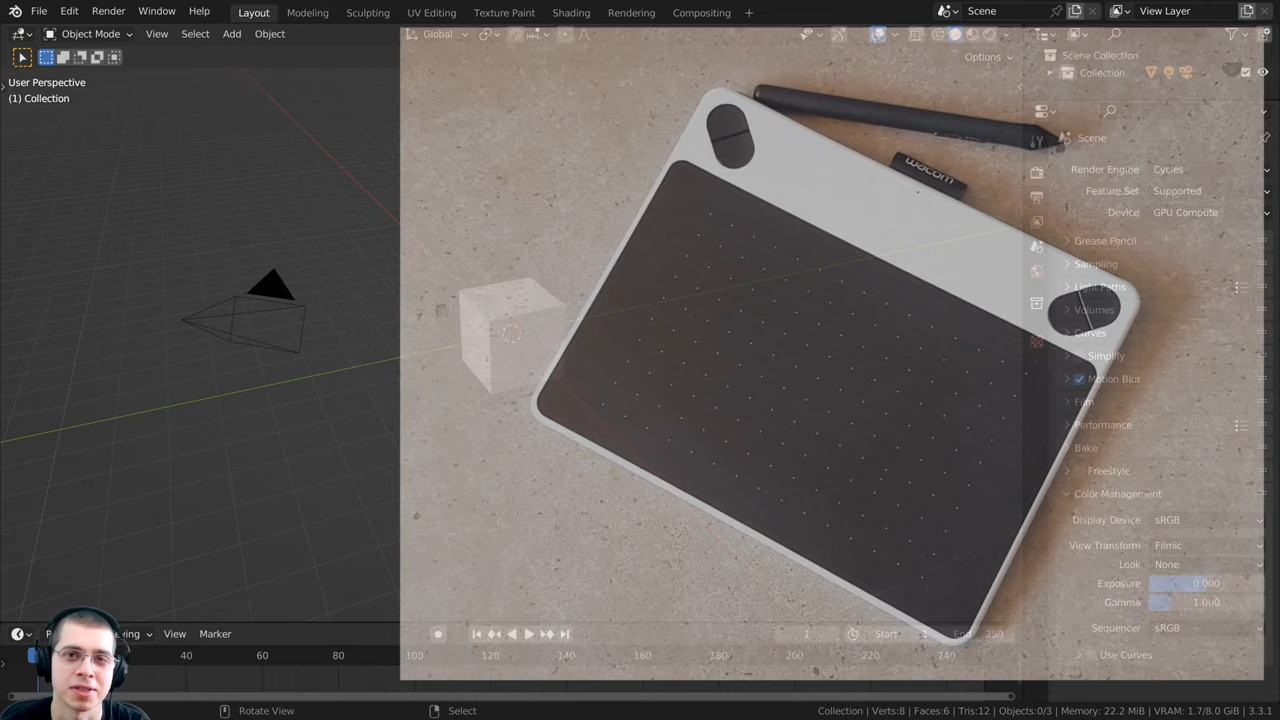 File Edit Render Window Help Layout Modeling Sculpting UV Editing Texture Paint Shading Rendering Compositing Scene View Layer
Object Mode View Select Add Object Global
Options
User Perspective
(1) Collection
Scene Collection
Collection
Scene
Render Engine Cycles
Feature Set Supported
Device GPU Compute
Grease Pencil
Sampling
Light Paths
Volumes
Curves
Simplify
Motion Blur
Film
Performance
Bake
Freestyle
Color Management
Display Device sRGB
View Transform Filmic
Look None
Exposure 0.000
Gamma 1.000
Sequencer sRGB
Use Curves
wacom
View Marker 1 Start 1 End 250
40 60 80 100 120 140 160 180 200 220 240
Rotate View Select Collection | Verts:8 | Faces:6 | Tris:12 | Objects:0/3 | Memory: 22.2 MiB | VRAM: 1.7/8.0 GiB | 3.3.1